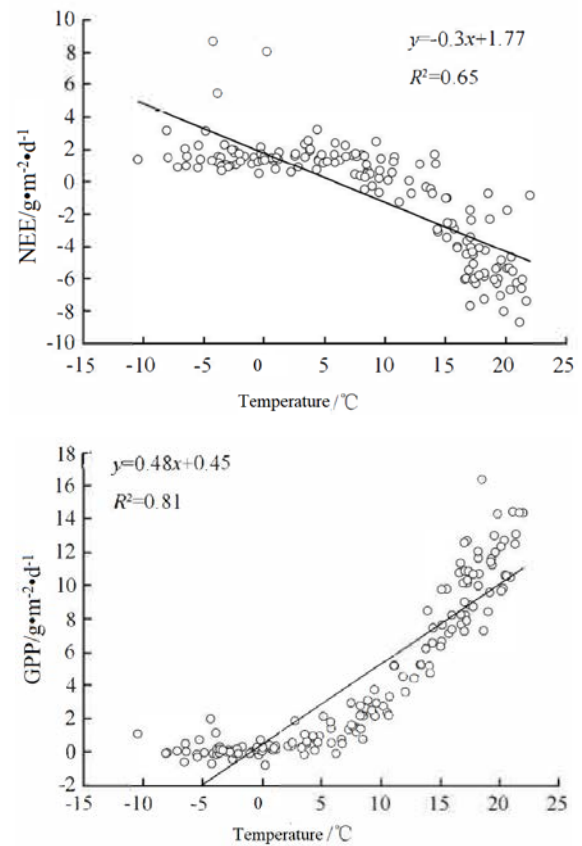 10
8
6
4
2
0
-2
-4
-6
-8
-10
NEE/g•m⁻²•d⁻¹
y=-0.3x+1.77
R²=0.65
-15 -10 -5 0 5 10 15 20 25
Temperature/℃
18
16
14
12
10
8
6
4
2
0
-2
GPP/g•m⁻²•d⁻¹
y=0.48x+0.45
R²=0.81
-15 -10 -5 0 5 10 15 20 25
Temperature/℃